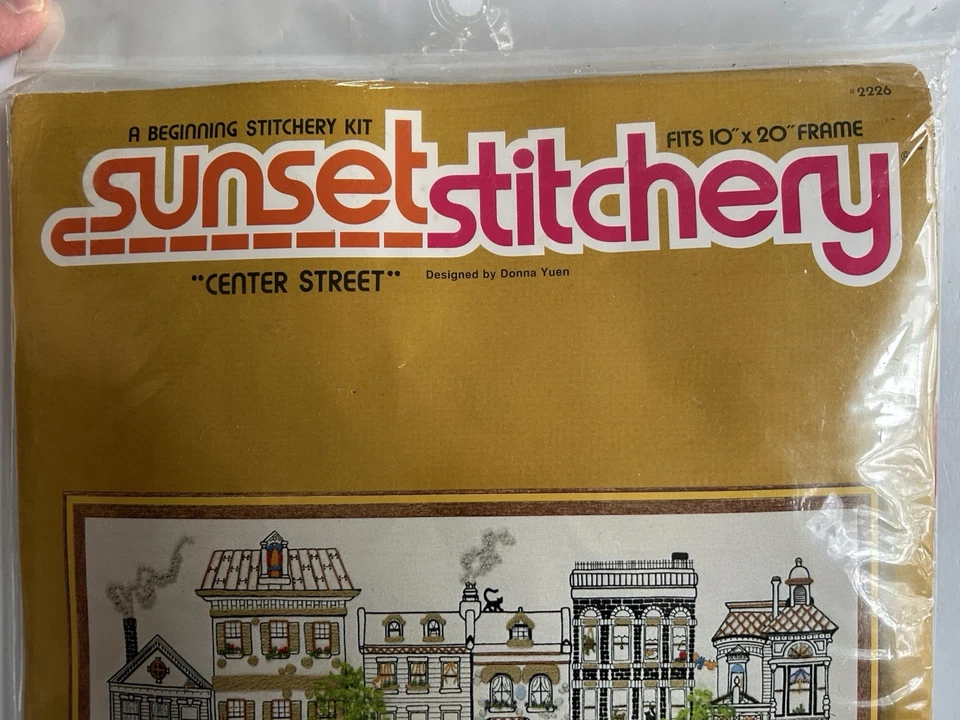 #2226
A BEGINNING STITCHERY KIT
FITS 10" x 20" FRAME
sunset stitchery®
"CENTER STREET"
Designed by Donna Yuen